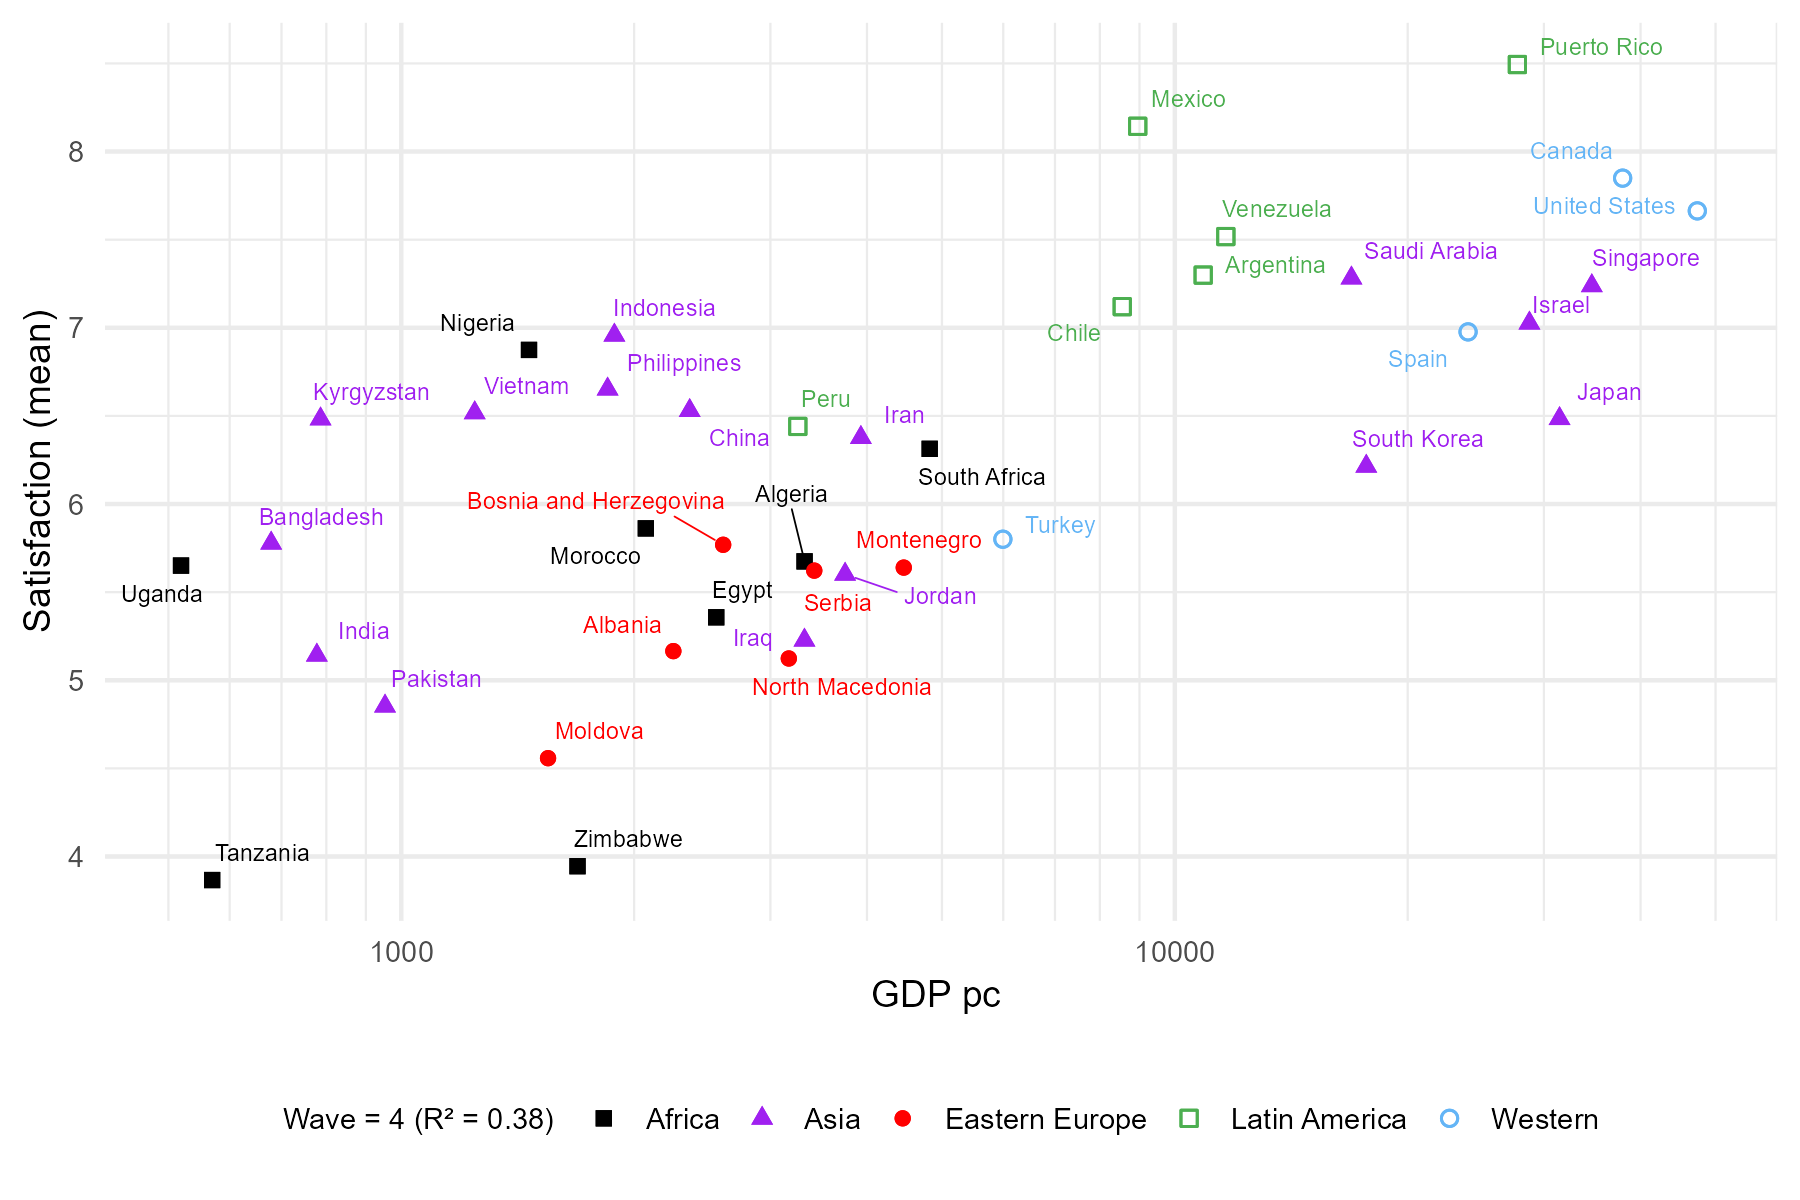 Puerto Rico
Mexico
Canada
8
United States
Venezuela
Saudi Arabia
Singapore
Argentina
Israel
Indonesia
Nigeria
7
Chile
Spain
Philippines
Kyrgyzstan
Vietnam
Japan
Peru
Iran
China
South Korea
South Africa
Algeria
Bosnia and Herzegovina
6
Bangladesh
Turkey
Montenegro
Morocco
Egypt
Uganda
Jordan
Serbia
Albania
India
Iraq
5
Pakistan
North Macedonia
Moldova
Zimbabwe
4
Tanzania
Satisfaction (mean)
1000 10000
GDP pc
Wave = 4 (R² = 0.38) Africa Asia Eastern Europe Latin America Western